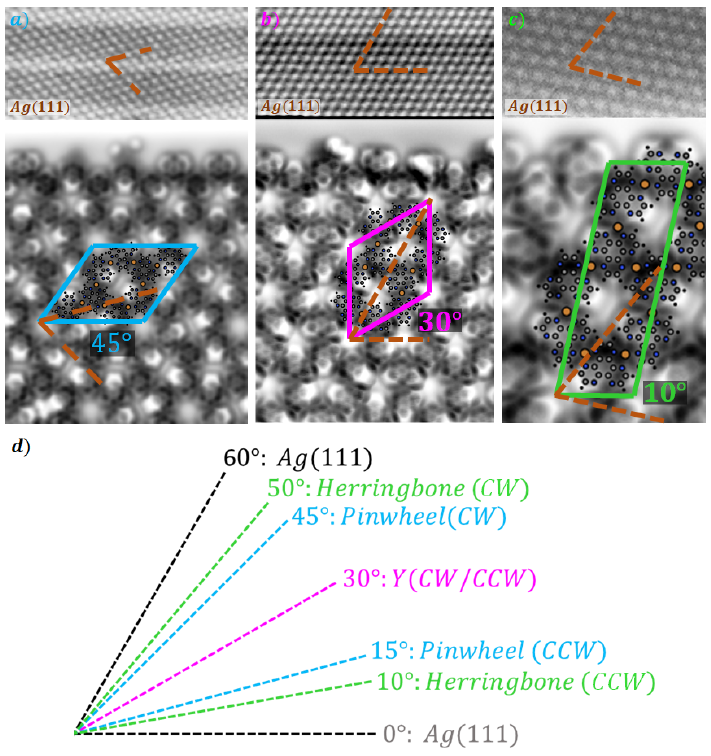 a)
b)
c)
Ag(111)
Ag(111)
Ag(111)
45°
30°
10°
d)
60°: Ag(111)
50°: Herringbone (CW)
45°: Pinwheel(CW)
30°: Y(CW/CCW)
15°: Pinwheel (CCW)
10°: Herringbone (CCW)
0°: Ag(111)